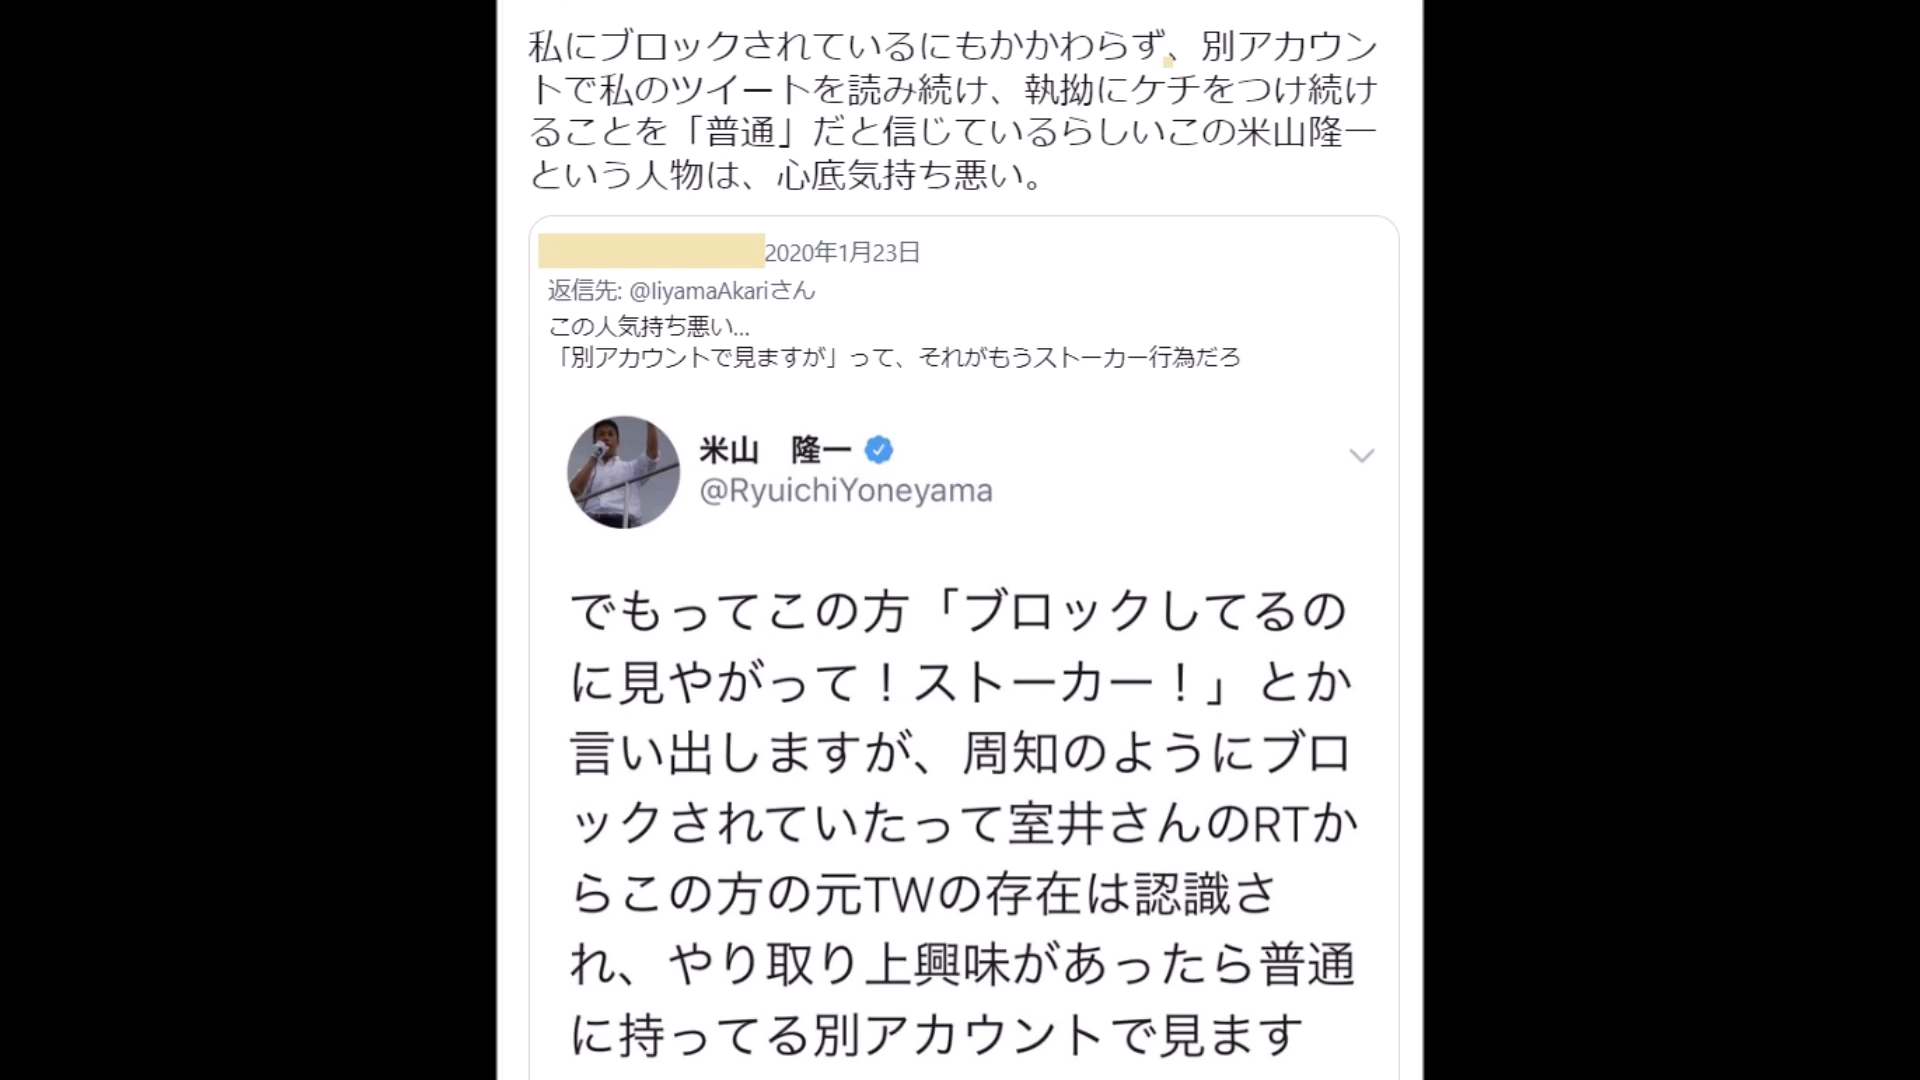 私にブロックされているにもかかわらず、別アカウン
トで私のツイートを読み続け、執拗にケチをつけ続け
ることを「普通」だと信じているらしいこの米山隆一
という人物は、心底気持ち悪い。
2020年1月23日
返信先: @IiyamaAkariさん
この人気持ち悪い...
「別アカウントで見ますが」って、それがもうストーカー行為だろ
米山　隆一
@RyuichiYoneyama
でもってこの方「ブロックしてるの
に見やがって！ストーカー！」とか
言い出しますが、周知のようにブロ
ックされていたって室井さんのRTか
らこの方の元TWの存在は認識さ
れ、やり取り上興味があったら普通
に持ってる別アカウントで見ます